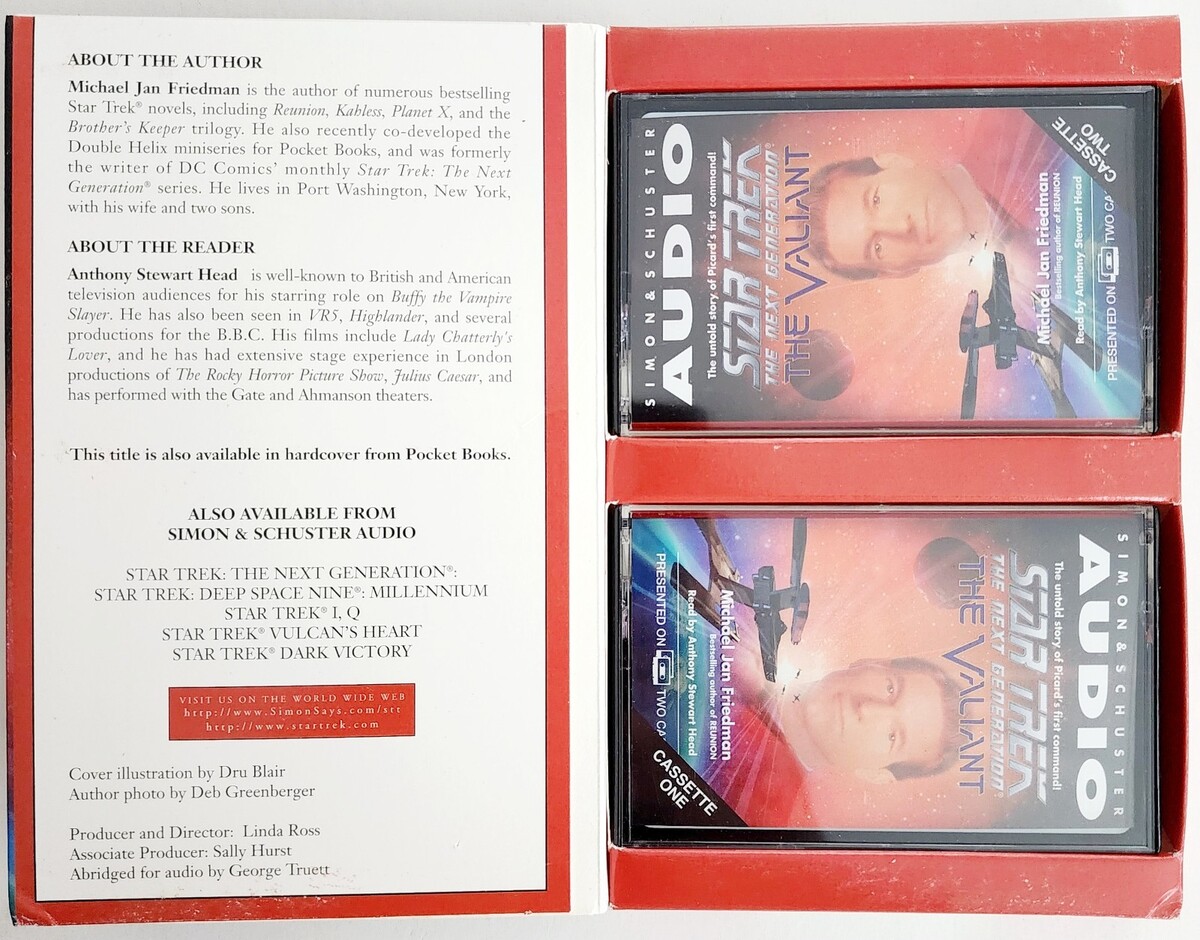 ABOUT THE AUTHOR
Michael Jan Friedman is the author of numerous bestselling
Star Trek® novels, including Reunion, Kahless, Planet X, and the
Brother's Keeper trilogy. He also recently co-developed the
Double Helix miniseries for Pocket Books, and was formerly
the writer of DC Comics' monthly Star Trek: The Next
Generation® series. He lives in Port Washington, New York,
with his wife and two sons.
ABOUT THE READER
Anthony Stewart Head is well-known to British and American
television audiences for his starring role on Buffy the Vampire
Slayer. He has also been seen in VR5, Highlander, and several
productions for the B.B.C. His films include Lady Chatterly's
Lover, and he has had extensive stage experience in London
productions of The Rocky Horror Picture Show, Julius Caesar, and
has performed with the Gate and Ahmanson theaters.
This title is also available in hardcover from Pocket Books.
ALSO AVAILABLE FROM
SIMON & SCHUSTER AUDIO
STAR TREK: THE NEXT GENERATION®:
STAR TREK: DEEP SPACE NINE®: MILLENNIUM
STAR TREK® I, Q
STAR TREK® VULCAN'S HEART
STAR TREK® DARK VICTORY
VISIT US ON THE WORLD WIDE WEB
http://www.SimonSays.com/stt
http://www.startrek.com
Cover illustration by Dru Blair
Author photo by Deb Greenberger
Producer and Director: Linda Ross
Associate Producer: Sally Hurst
Abridged for audio by George Truett
SIMON & SCHUSTER
AUDIO
The untold story of Picard's first command!
STAR TREK
THE NEXT GENERATION®
THE VALIANT
Michael Jan Friedman
Bestselling author of REUNION
Read by Anthony Stewart Head
PRESENTED ON TWO CA
CASSETTE
TWO
SIMON & SCHUSTER
AUDIO
The untold story of Picard's first command!
STAR TREK
THE NEXT GENERATION®
THE VALIANT
Michael Jan Friedman
Bestselling author of REUNION
Read by Anthony Stewart Head
PRESENTED ON TWO CA
CASSETTE
ONE